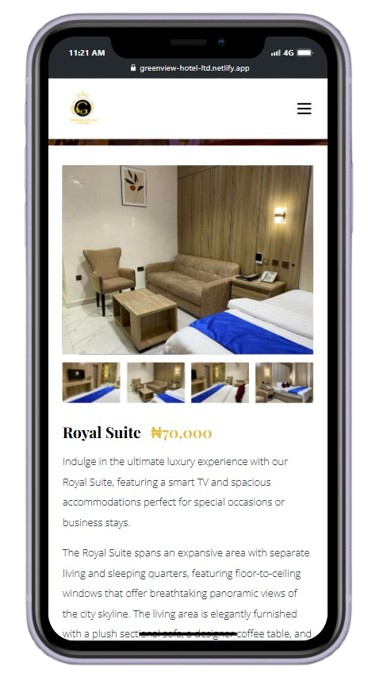 11:21 AM
4G
greenview-hotel-ltd.netlify.app
Royal Suite ₦70,000
Indulge in the ultimate luxury experience with our
Royal Suite, featuring a smart TV and spacious
accommodations perfect for special occasions or
business stays.
The Royal Suite spans an expansive area with separate
living and sleeping quarters, featuring floor-to-ceiling
windows that offer breathtaking panoramic views of
the city skyline. The living area is elegantly furnished
with a plush sectional sofa, a designer coffee table, and